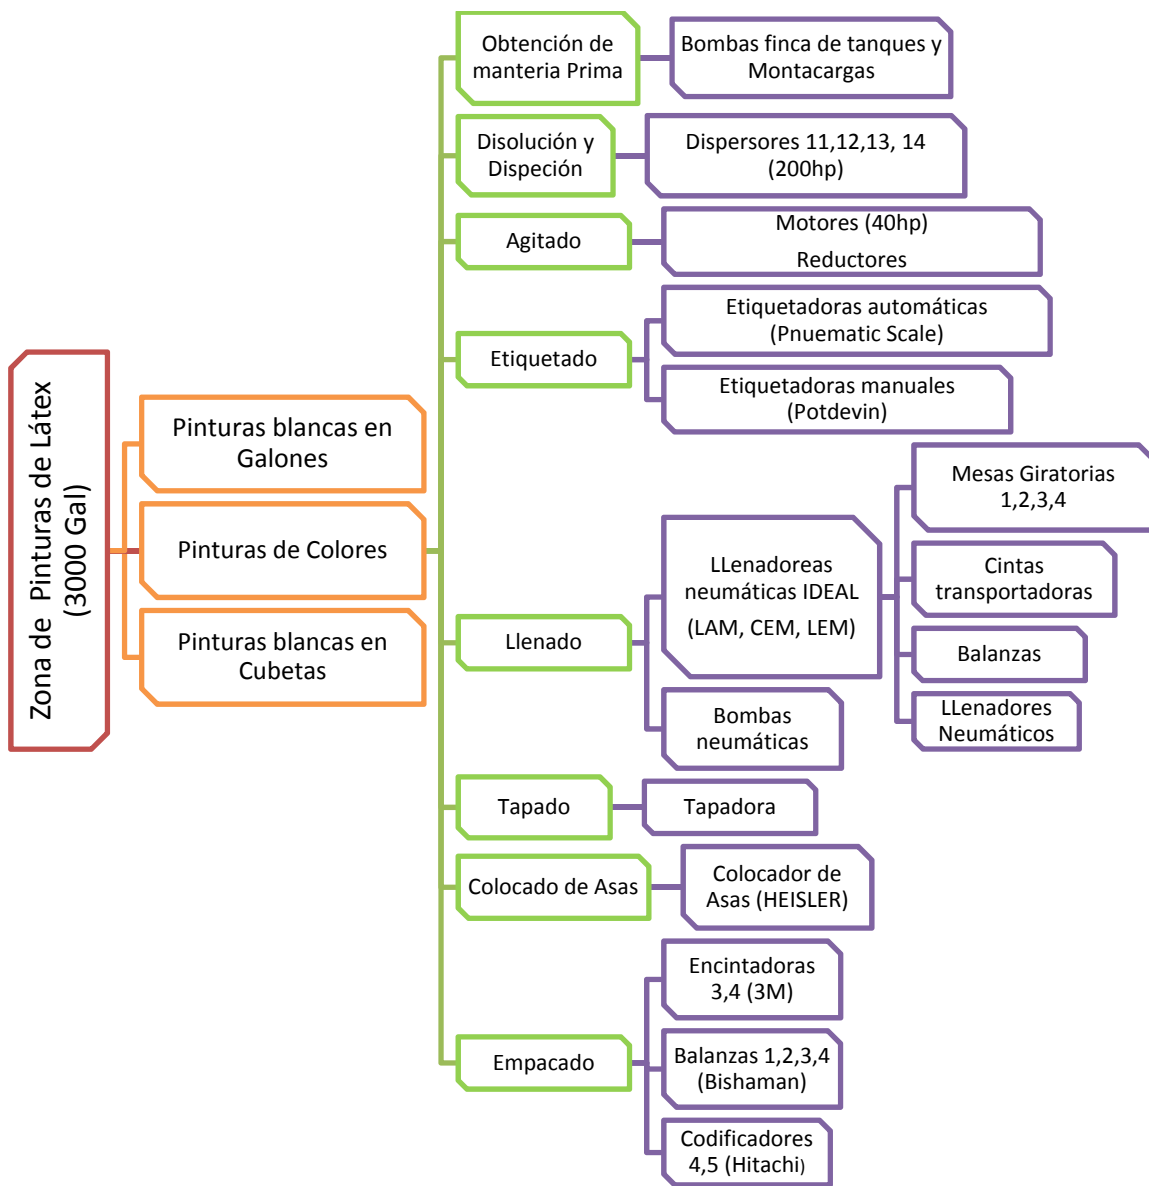 Zona de Pinturas de Látex
(3000 Gal)
Pinturas blancas en
Galones
Pinturas de Colores
Pinturas blancas en
Cubetas
Obtención de
manteria Prima
Bombas finca de tanques y
Montacargas
Disolución y
Dispeción
Dispersores 11,12,13, 14
(200hp)
Agitado
Motores (40hp)
Reductores
Etiquetado
Etiquetadoras automáticas
(Pnuematic Scale)
Etiquetadoras manuales
(Potdevin)
Llenado
LLenadoreas
neumáticas IDEAL
(LAM, CEM, LEM)
Mesas Giratorias
1,2,3,4
Cintas
transportadoras
Balanzas
LLenadores
Neumáticos
Bombas
neumáticas
Tapado
Tapadora
Colocado de Asas
Colocador de
Asas (HEISLER)
Empacado
Encintadoras
3,4 (3M)
Balanzas 1,2,3,4
(Bishaman)
Codificadores
4,5 (Hitachi)